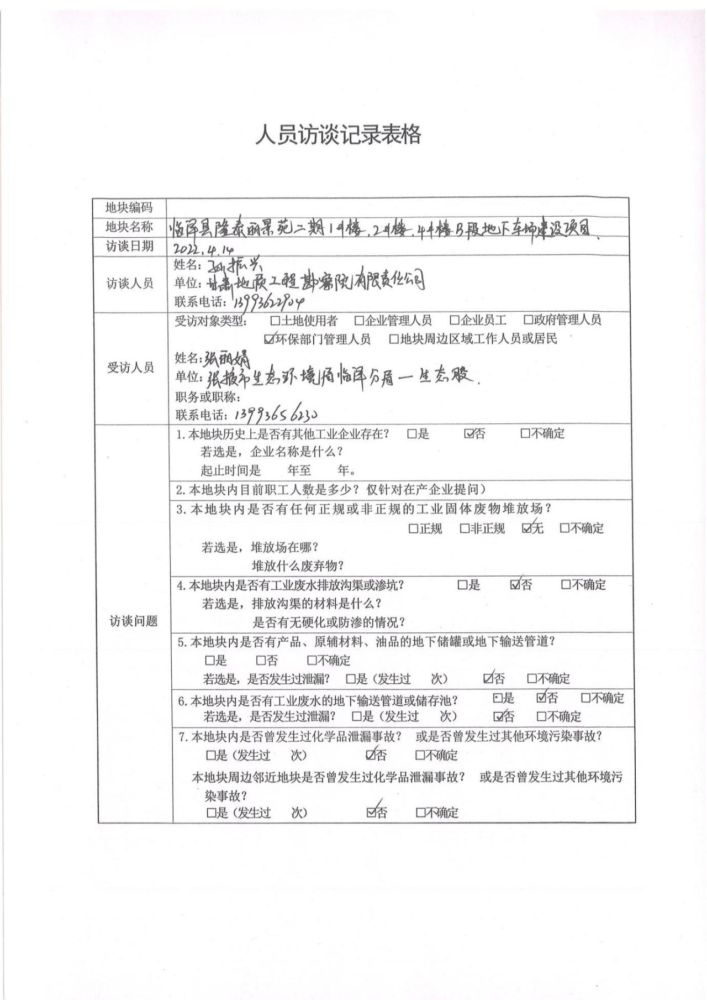 人员访谈记录表格
地块编码
地块名称 临泽县隆泰丽景苑二期1#楼、2#楼、4#楼B段地下车场建设项目、
访谈日期 2022.4.14
访谈人员
姓名：孙振兴
单位：甘肃地质工程勘察院有限责任公司
联系电话：13993622904
受访人员
受访对象类型： □土地使用者 □企业管理人员 □企业员工 □政府管理人员
☑环保部门管理人员 □地块周边区域工作人员或居民
姓名：张丽娟
单位：张掖市生态环境局临泽分局一生态股.
职务或职称：
联系电话：13993656230
访谈问题
1.本地块历史上是否有其他工业企业存在？ □是 ☑否 □不确定
若选是，企业名称是什么？
起止时间是 年至 年。
2.本地块内目前职工人数是多少？仅针对在产企业提问）
3.本地块内是否有任何正规或非正规的工业固体废物堆放场？
□正规 □非正规 ☑无 □不确定
若选是，堆放场在哪？
堆放什么废弃物？
4.本地块内是否有工业废水排放沟渠或渗坑？ □是 ☑否 □不确定
若选是，排放沟渠的材料是什么？
是否有无硬化或防渗的情况？
5.本地块内是否有产品、原辅材料、油品的地下储罐或地下输送管道？
□是 □否 □不确定
若选是，是否发生过泄漏？ □是（发生过 次） ☑否 □不确定
6.本地块内是否有工业废水的地下输送管道或储存池？ □是 ☑否 □不确定
若选是，是否发生过泄漏？ □是（发生过 次） ☑否 □不确定
7.本地块内是否曾发生过化学品泄漏事故？ 或是否曾发生过其他环境污染事故？
□是（发生过 次） ☑否 □不确定
本地块周边邻近地块是否曾发生过化学品泄漏事故？ 或是否曾发生过其他环境污
染事故？
□是（发生过 次） ☑否 □不确定